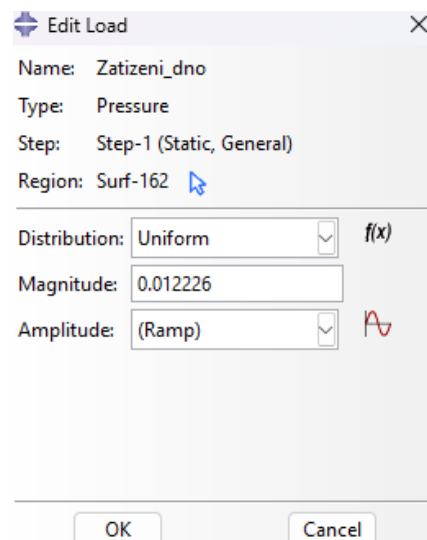 Edit Load
Name: Zatizeni_dno
Type: Pressure
Step: Step-1 (Static, General)
Region: Surf-162
Distribution: Uniform f(x)
Magnitude: 0.012226
Amplitude: (Ramp)
OK Cancel